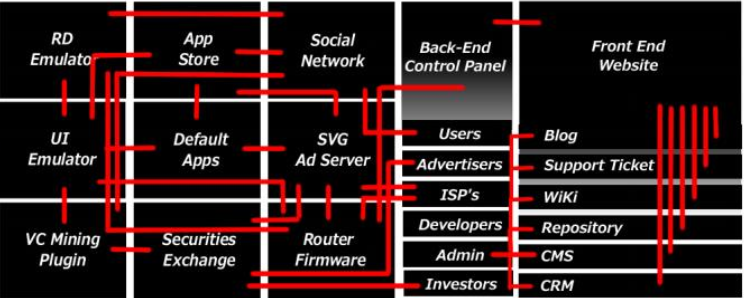 RD
Emulator
App
Store
Social
Network
Back-End
Control Panel
Front End
Website
UI
Emulator
Default
Apps
SVG
Ad Server
Users
Advertisers
ISP's
Developers
Admin
Investors
Blog
Support Ticket
WiKi
Repository
CMS
CRM
VC Mining
Plugin
Securities
Exchange
Router
Firmware